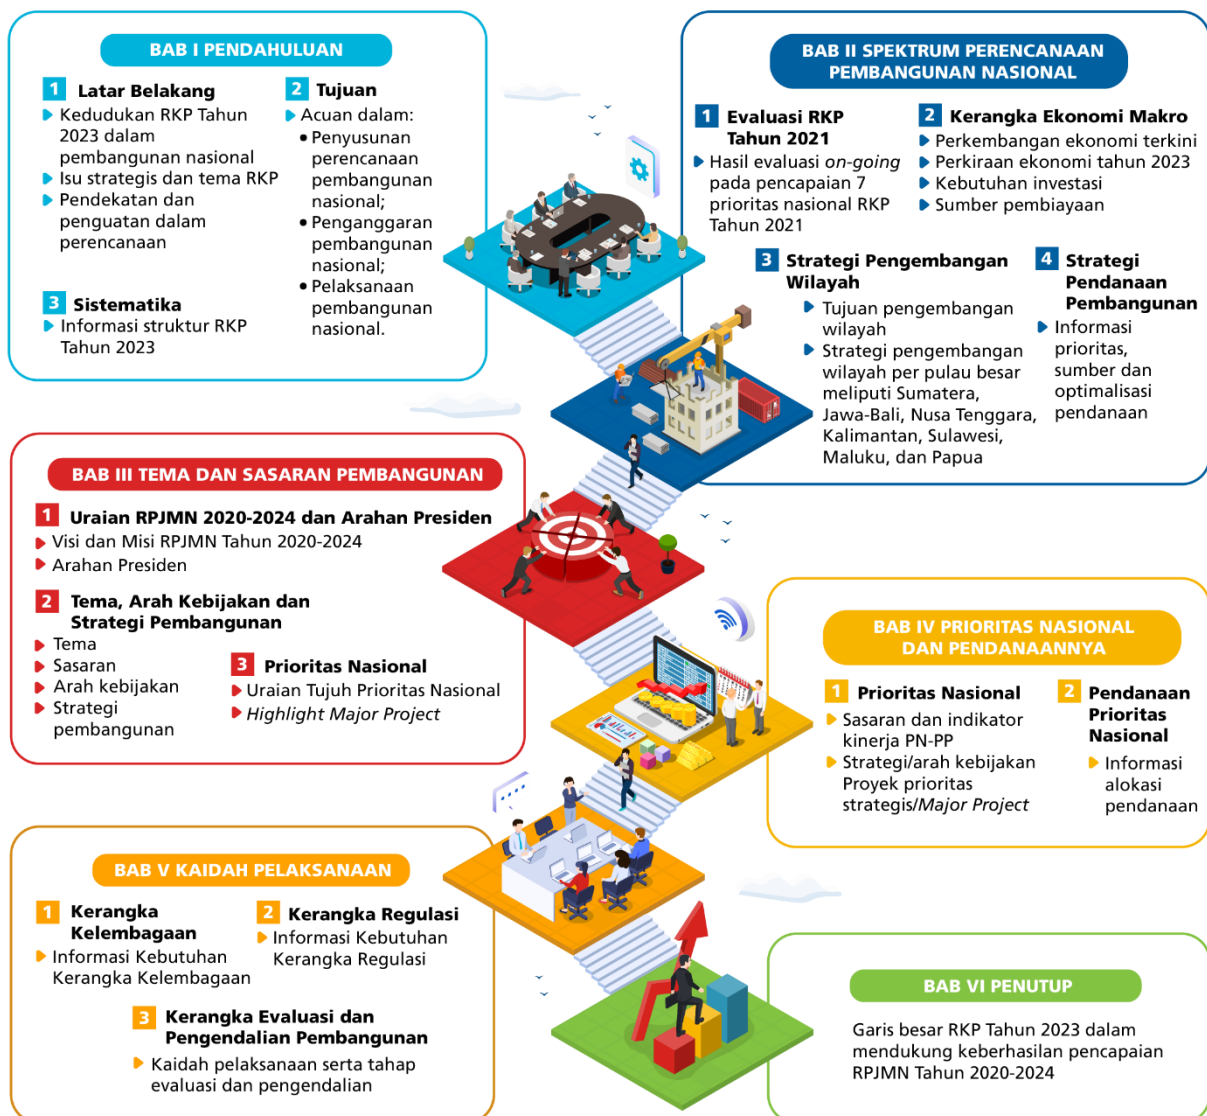 BAB I PENDAHULUAN
1 Latar Belakang
Kedudukan RKP Tahun
2023 dalam
pembangunan nasional
Isu strategis dan tema RKP
Pendekatan dan
penguatan dalam
perencanaan
2 Tujuan
Acuan dalam:
• Penyusunan
perencanaan
pembangunan
nasional;
• Penganggaran
pembangunan
nasional;
• Pelaksanaan
pembangunan
nasional.
3 Sistematika
Informasi struktur RKP
Tahun 2023
BAB II SPEKTRUM PERENCANAAN
PEMBANGUNAN NASIONAL
1 Evaluasi RKP
Tahun 2021
Hasil evaluasi on-going
pada pencapaian 7
prioritas nasional RKP
Tahun 2021
2 Kerangka Ekonomi Makro
Perkembangan ekonomi terkini
Perkiraan ekonomi tahun 2023
Kebutuhan investasi
Sumber pembiayaan
3 Strategi Pengembangan
Wilayah
Tujuan pengembangan
wilayah
Strategi pengembangan
wilayah per pulau besar
meliputi Sumatera,
Jawa-Bali, Nusa Tenggara,
Kalimantan, Sulawesi,
Maluku, dan Papua
4 Strategi
Pendanaan
Pembangunan
Informasi
prioritas,
sumber dan
optimalisasi
pendanaan
BAB III TEMA DAN SASARAN PEMBANGUNAN
1 Uraian RPJMN 2020-2024 dan Arahan Presiden
Visi dan Misi RPJMN Tahun 2020-2024
Arahan Presiden
2 Tema, Arah Kebijakan dan
Strategi Pembangunan
Tema
Sasaran
Arah kebijakan
Strategi
pembangunan
3 Prioritas Nasional
Uraian Tujuh Prioritas Nasional
Highlight Major Project
BAB IV PRIORITAS NASIONAL
DAN PENDANAANNYA
1 Prioritas Nasional
Sasaran dan indikator
kinerja PN-PP
Strategi/arah kebijakan
Proyek prioritas
strategis/Major Project
2 Pendanaan
Prioritas
Nasional
Informasi
alokasi
pendanaan
BAB V KAIDAH PELAKSANAAN
1 Kerangka
Kelembagaan
Informasi Kebutuhan
Kerangka Kelembagaan
2 Kerangka Regulasi
Informasi Kebutuhan
Kerangka Regulasi
3 Kerangka Evaluasi dan
Pengendalian Pembangunan
Kaidah pelaksanaan serta tahap
evaluasi dan pengendalian
BAB VI PENUTUP
Garis besar RKP Tahun 2023 dalam
mendukung keberhasilan pencapaian
RPJMN Tahun 2020-2024